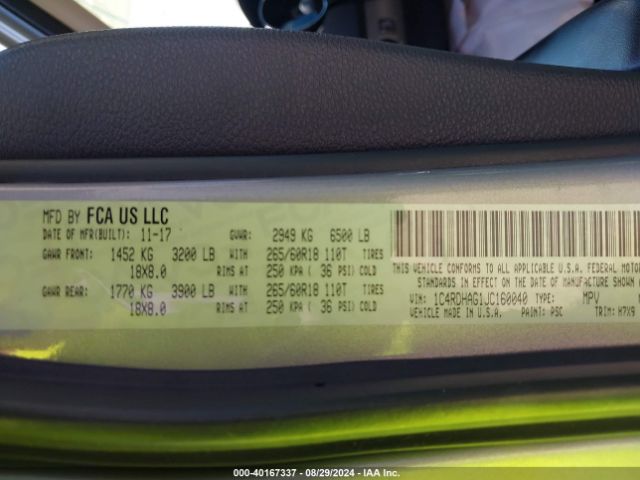 MFD BY FCA US LLC
DATE OF MFR(BUILT): 11-17 GVWR: 2949 KG 6500 LB
GAWR FRONT: 1452 KG 3200 LB WITH 265/60R18 110T TIRES
18X8.0 RIMS AT 250 KPA ( 36 PSI) COLD
GAWR REAR: 1770 KG 3900 LB WITH 265/60R18 110T TIRES
18X8.0 RIMS AT 250 KPA ( 36 PSI) COLD
THIS VEHICLE CONFORMS TO ALL APPLICABLE U.S.A. FEDERAL MOTOR
STANDARDS IN EFFECT ON THE DATE OF MANUFACTURE SHOWN
VIN: 1C4RDHAG1JC160040 TYPE: MPV
VEHICLE MADE IN U.S.A. PAINT: PSC TRIM: H7X9
000-40167337 - 08/29/2024 - IAA Inc.